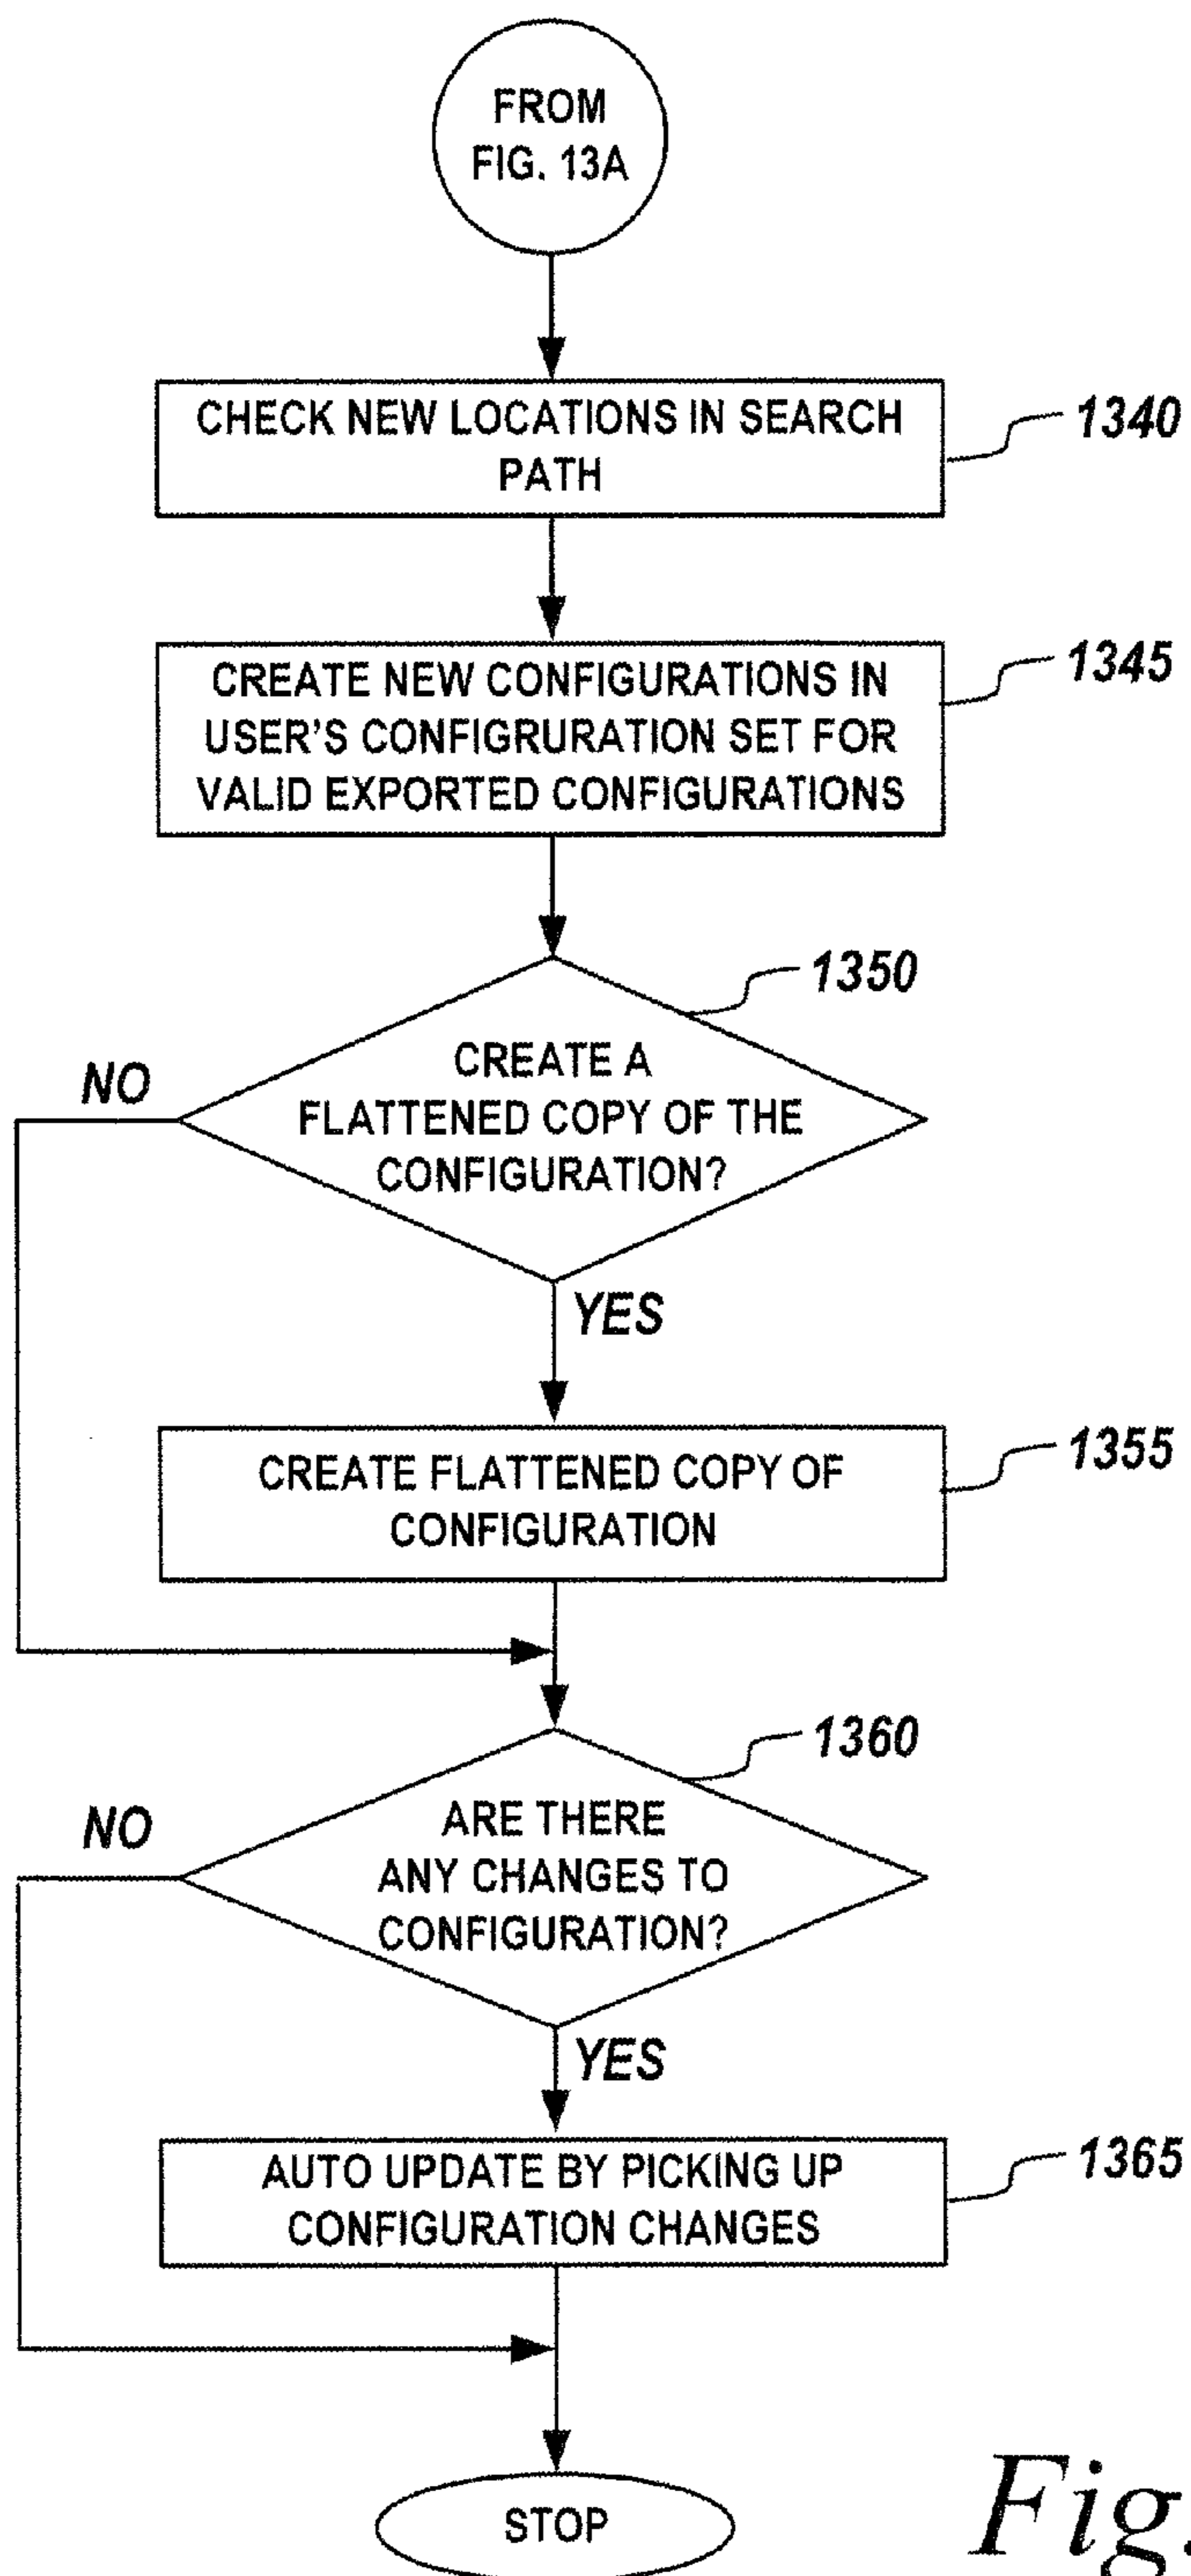 FROM
FIG. 13A
CHECK NEW LOCATIONS IN SEARCH
PATH
1340
CREATE NEW CONFIGURATIONS IN
USER'S CONFIGRURATION SET FOR
VALID EXPORTED CONFIGURATIONS
1345
1350
CREATE A
FLATTENED COPY OF THE
CONFIGURATION?
NO
YES
CREATE FLATTENED COPY OF
CONFIGURATION
1355
1360
ARE THERE
ANY CHANGES TO
CONFIGURATION?
NO
YES
AUTO UPDATE BY PICKING UP
CONFIGURATION CHANGES
1365
STOP
Fig.